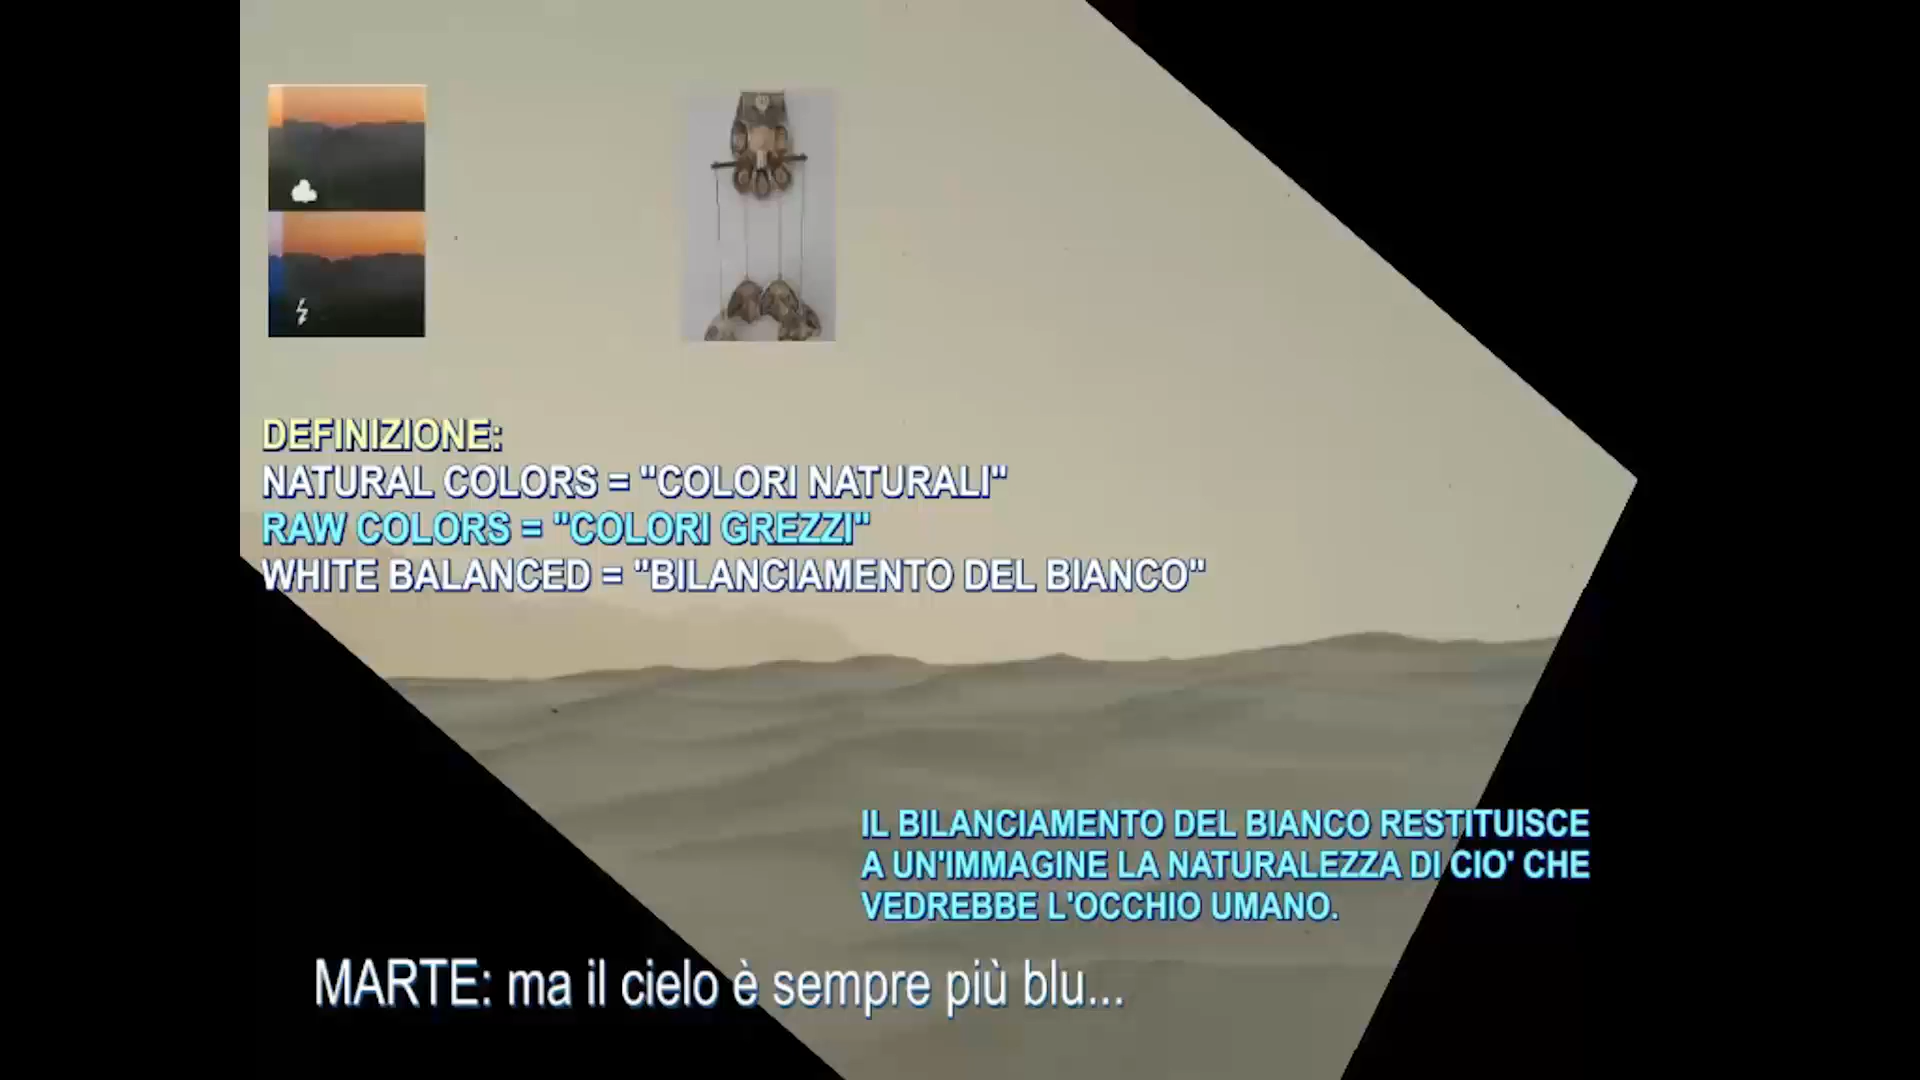 DEFINIZIONE:
NATURAL COLORS = "COLORI NATURALI"
RAW COLORS = "COLORI GREZZI"
WHITE BALANCED = "BILANCIAMENTO DEL BIANCO"
IL BILANCIAMENTO DEL BIANCO RESTITUISCE
A UN'IMMAGINE LA NATURALEZZA DI CIO' CHE
VEDREBBE L'OCCHIO UMANO.
MARTE: ma il cielo è sempre più blu...